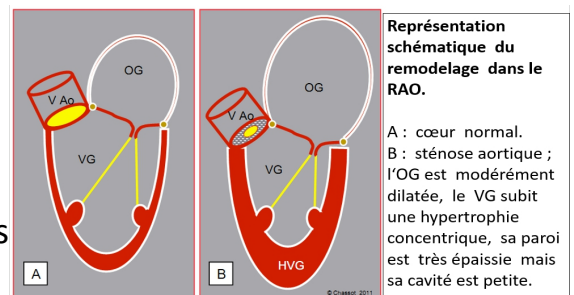 OG
V Ao
VG
A
OG
V Ao
VG
HVG
B
© Chassot 2011
s
Représentation
schématique du
remodelage dans le
RAO.
A : cœur normal.
B : sténose aortique ;
l'OG est modérément
dilatée, le VG subit
une hypertrophie
concentrique, sa paroi
est très épaissie mais
sa cavité est petite.